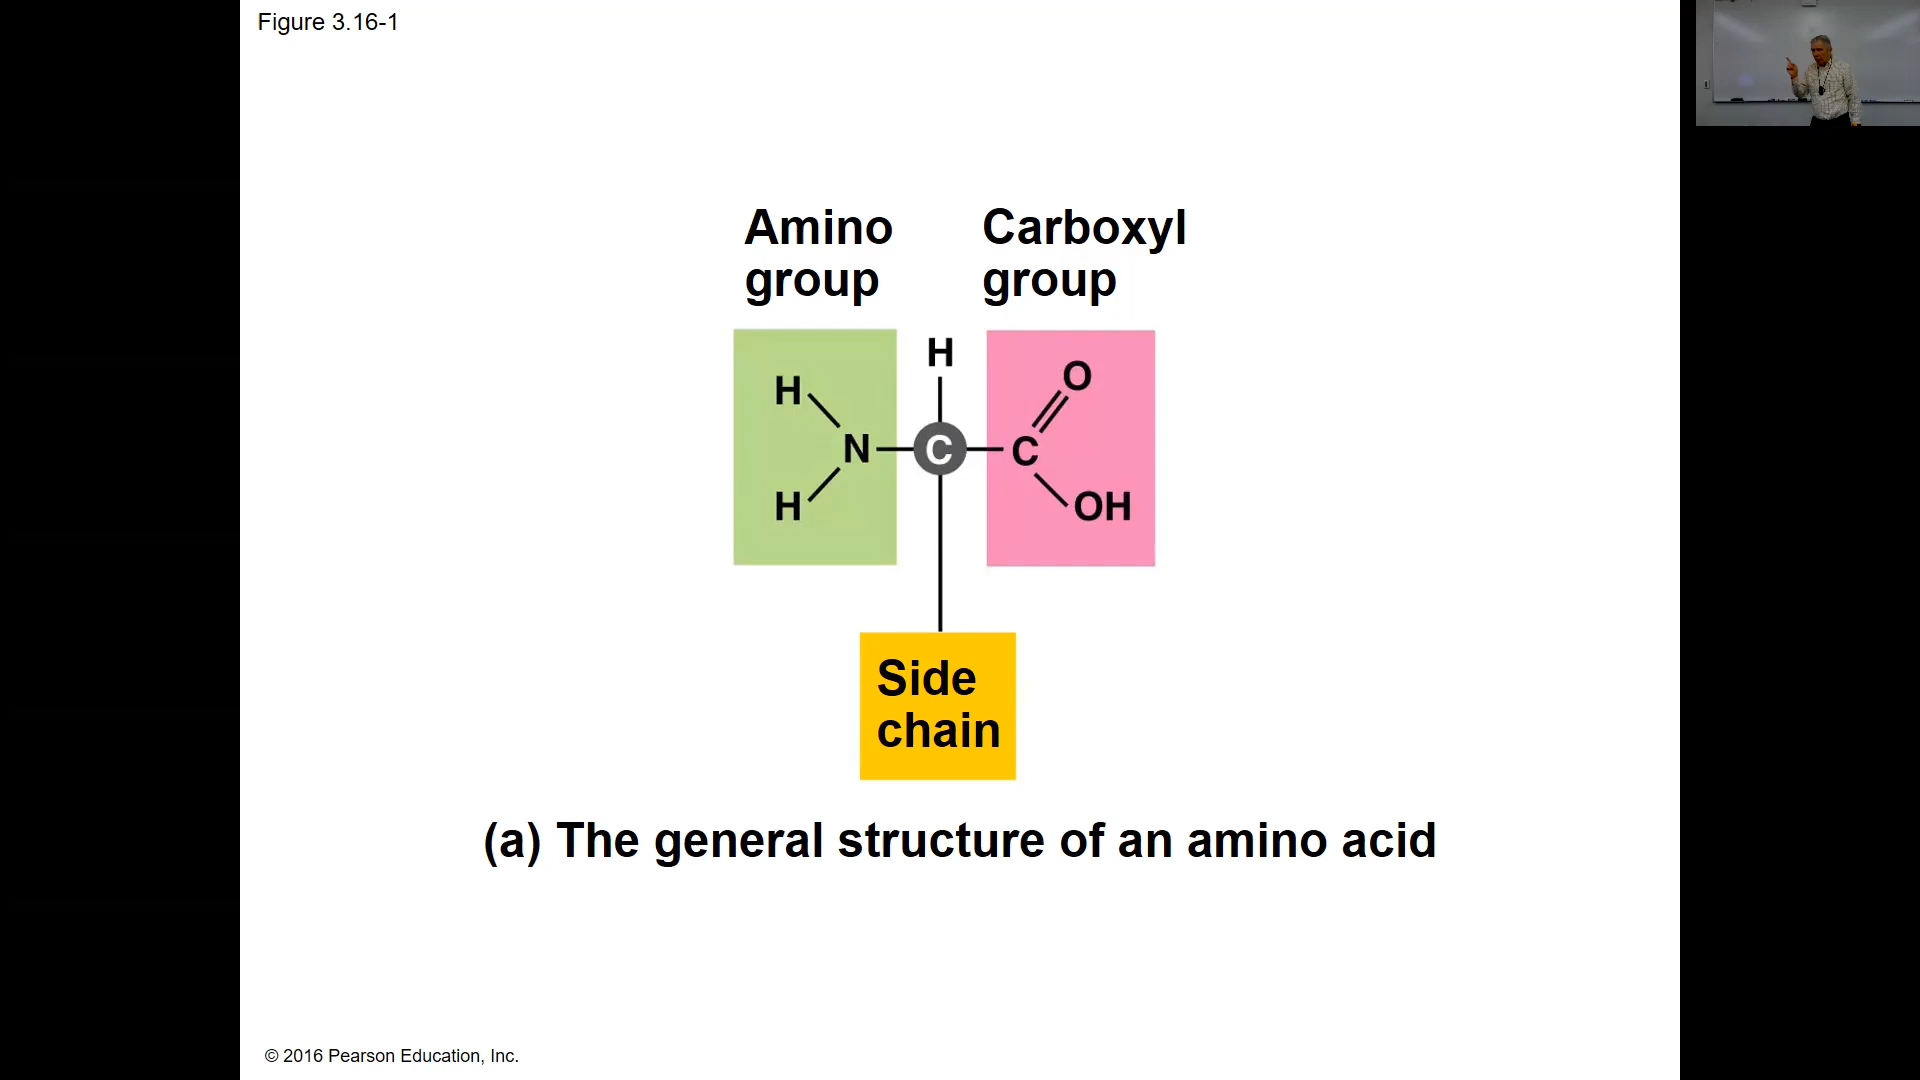 Figure 3.16-1
Amino
group
Carboxyl
group
H
H
O
N
C
C
H
OH
Side
chain
(a) The general structure of an amino acid
© 2016 Pearson Education, Inc.